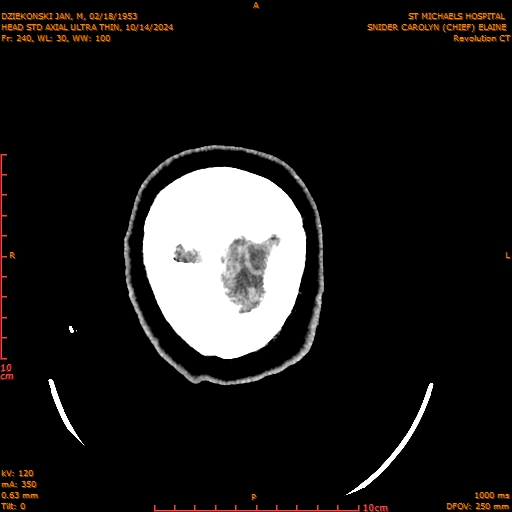 A
DZIEKONSKI JAN, M, 02/18/1953
HEAD STD AXIAL ULTRA THIN, 10/14/2024
Fr: 240, WL: 30, WW: 100
ST MICHAELS HOSPITAL
SNIDER CAROLYN (CHIEF) ELAINE
Revolution CT
R
L
10
cm
kV: 120
mA: 350
0.63 mm
Tilt: 0
P
10cm
1000 ms
DFOV: 250 mm